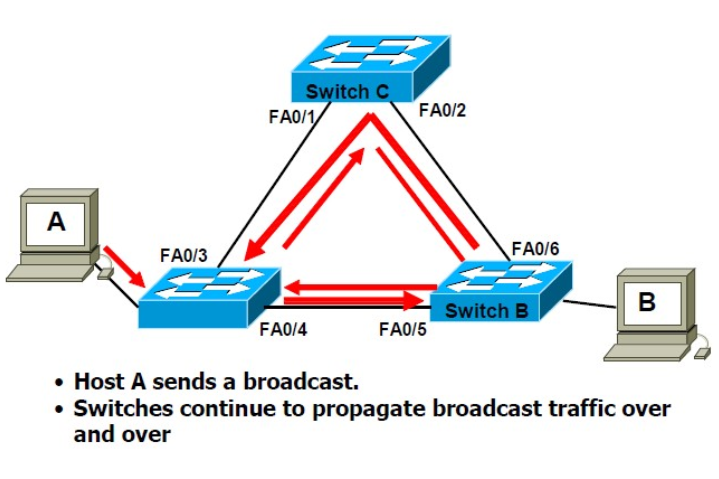 Switch C
FA0/1
FA0/2
A
FA0/3
FA0/6
Switch B
B
FA0/4
FA0/5
• Host A sends a broadcast.
• Switches continue to propagate broadcast traffic over
and over